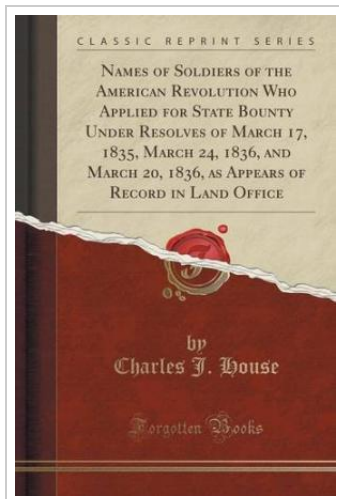 CLASSIC REPRINT SERIES
NAMES OF SOLDIERS OF THE
AMERICAN REVOLUTION WHO
APPLIED FOR STATE BOUNTY
UNDER RESOLVES OF MARCH 17,
1835, MARCH 24, 1836, AND
MARCH 20, 1836, AS APPEARS OF
RECORD IN LAND OFFICE
by
Charles J. House
Forgotten Books